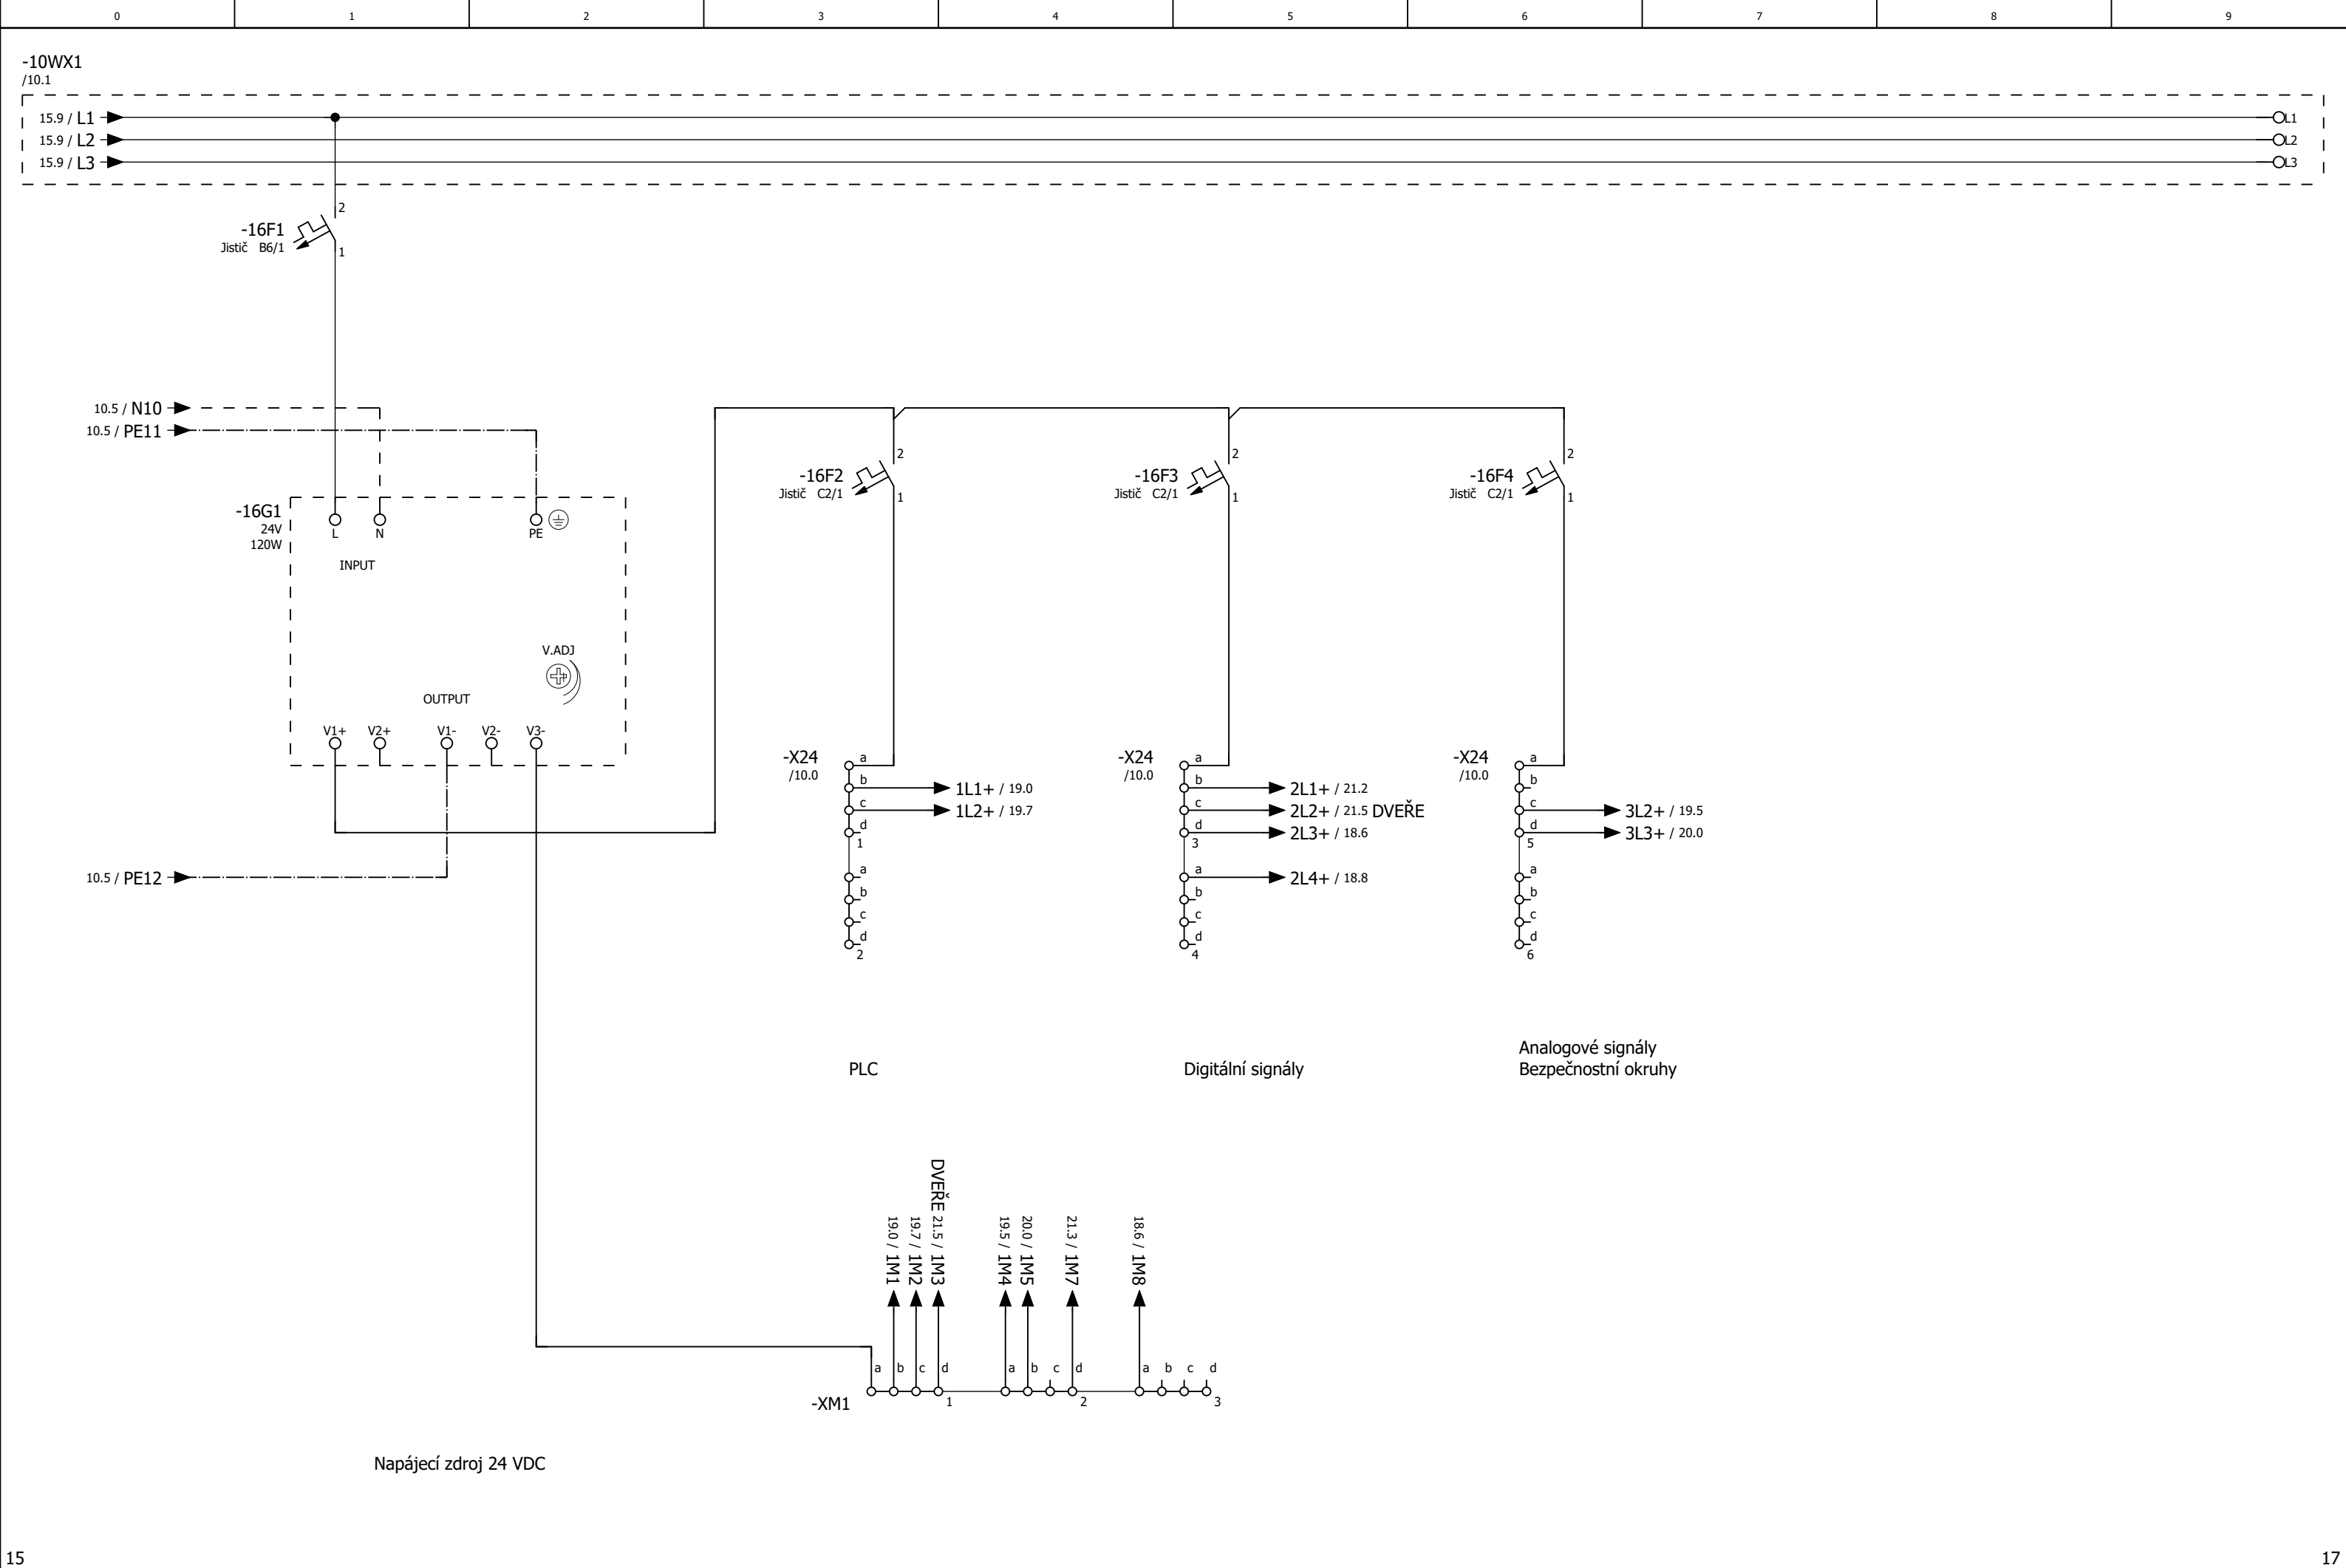 0 1 2 3 4 5 6 7 8 9
-10WX1
/10.1
15.9 / L1
L1
15.9 / L2
L2
15.9 / L3
L3
2
-16F1
Jistič B6/1
1
10.5 / N10
10.5 / PE11
2
-16F2
Jistič C2/1
1
2
-16F3
Jistič C2/1
1
2
-16F4
Jistič C2/1
1
-16G1
24V
120W
L N PE
INPUT
V.ADJ
OUTPUT
V1+ V2+ V1- V2- V3-
10.5 / PE12
-X24
/10.0
a
b
1L1+ / 19.0
c
1L2+ / 19.7
d
1
a
b
c
d
2
-X24
/10.0
a
b
2L1+ / 21.2
c
2L2+ / 21.5 DVEŘE
d
2L3+ / 18.6
3
a
2L4+ / 18.8
b
c
d
4
-X24
/10.0
a
b
c
3L2+ / 19.5
d
3L3+ / 20.0
5
a
b
c
d
6
PLC
Digitální signály
Analogové signály
Bezpečnostní okruhy
19.0 / 1M1
19.7 / 1M2
DVEŘE 21.5 / 1M3
19.5 / 1M4
20.0 / 1M5
21.3 / 1M7
18.6 / 1M8
a b c d a b c d a b c d
-XM1
1 2 3
Napájecí zdroj 24 VDC
15
17